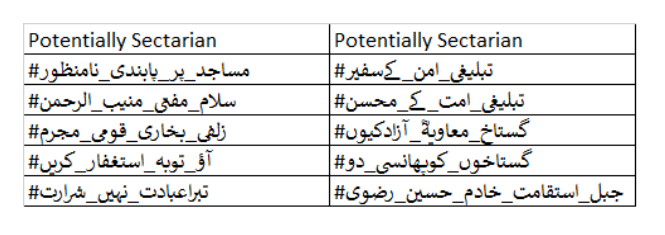 Potentially Sectarian	Potentially Sectarian
#مساجد_پر_پابندی_نامنظور	#تبلیغی_امن_کےسفیر
#سلام_مفتی_منیب_الرحمن	#تبلیغی_امت_کے_محسن
#زلفی_بخاری_قومی_مجرم	#گستاخ_معاویہؓ_آزادکیوں
#آؤ_توبہ_استغفار_کریں	#گستاخوں_کوپھانسی_دو
#تبراعبادت_نہیں_شرارت	#جبل_استقامت_خادم_حسین_رضوی